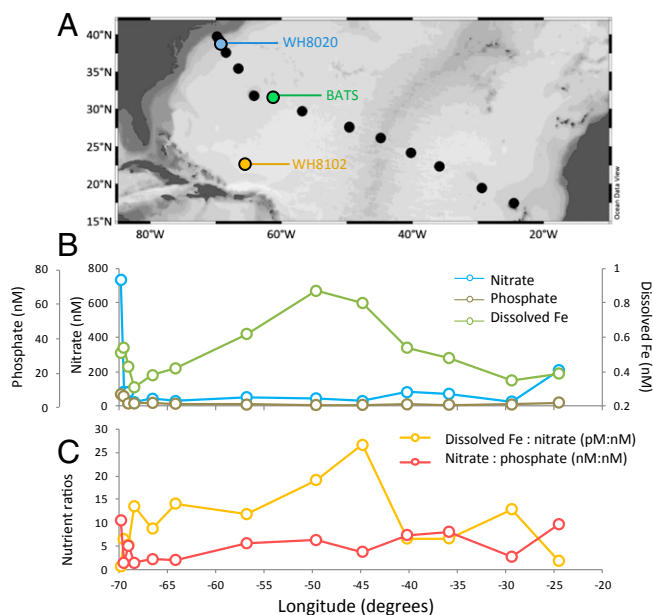 A
40°N
35°N
30°N
25°N
20°N
15°N
WH8020
BATS
WH8102
80°W
60°W
40°W
20°W
Ocean Data View
B
Phosphate (nM)
80
60
40
20
0
Nitrate (nM)
800
600
400
200
0
Nitrate
Phosphate
Dissolved Fe
1
0.8
0.6
0.4
0.2
Dissolved Fe (nM)
C
Nutrient ratios
30
25
20
15
10
5
0
Dissolved Fe : nitrate (pM:nM)
Nitrate : phosphate (nM:nM)
-70
-65
-60
-55
-50
-45
-40
-35
-30
-25
-20
Longitude (degrees)